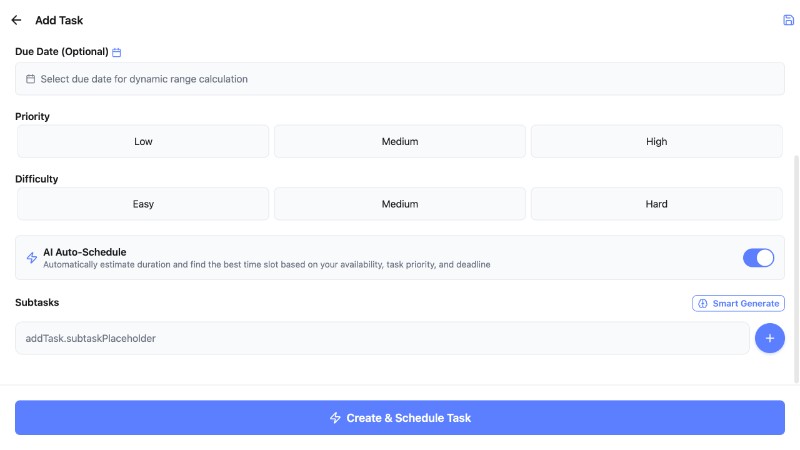 Add Task
Due Date (Optional)
Select due date for dynamic range calculation
Priority
Low
Medium
High
Difficulty
Easy
Medium
Hard
AI Auto-Schedule
Automatically estimate duration and find the best time slot based on your availability, task priority, and deadline
Subtasks
Smart Generate
addTask.subtaskPlaceholder
Create & Schedule Task